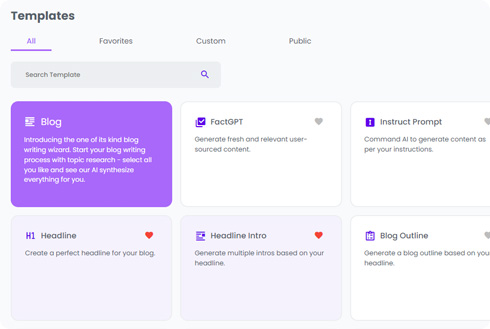 Templates
All
Favorites
Custom
Public
Search Template
Blog
Introducing the one of its kind blog
writing wizard. Start your blog writing
process with topic research - select all
you like and see our AI synthesize
everything for you.
FactGPT
Generate fresh and relevant user-
sourced content.
Instruct Prompt
Command AI to generate content as
per your instructions.
H1 Headline
Create a perfect headline for your blog.
Headline Intro
Generate multiple intros based on your
headline.
Blog Outline
Generate a blog outline based on your
headline.